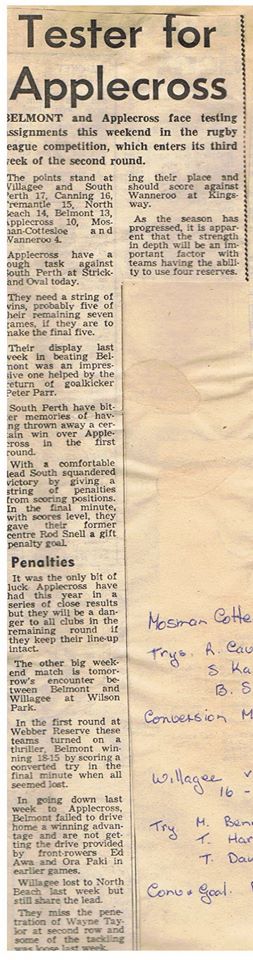 Tester for
Applecross
BELMONT and Applecross face testing
assignments this weekend in the rugby
league competition, which enters its third
week of the second round.
The points stand at
Villagee and South
Perth 17, Canning 16,
Fremantle 15, North
Beach 14, Belmont 13,
Applecross 10, Mos-
man-Cottesloe and
Wanneroo 4.
Applecross have a
tough task against
South Perth at Strick-
land Oval today.
They need a string of
wins, probably five of
their remaining seven
games, if they are to
make the final five.
Their display last
week in beating Bel-
mont was an impres-
sive one helped by the
return of goalkicker
Peter Parr.
South Perth have bit-
ter memories of hav-
ing thrown away a cer-
tain win over Apple-
cross in the first
round.
With a comfortable
lead South squandered
victory by giving a
string of penalties
from scoring positions.
In the final minute,
with scores level, they
gave their former
centre Rod Snell a gift
penalty goal.
Penalties
It was the only bit of
luck Applecross have
had this year in a
series of close results
but they will be a dan-
ger to all clubs in the
remaining round if
they keep their line-up
intact.
The other big week-
end match is tomor-
row's encounter be-
tween Belmont and
Willagee at Wilson
Park.
In the first round at
Webber Reserve these
teams turned on a
thriller, Belmont win-
ning 18-15 by scoring a
converted try in the
final minute when all
seemed lost.
In going down last
week to Applecross,
Belmont failed to drive
home a winning advan-
tage and are not get-
ting the drive provided
by front-rowers Ed
Awa and Ora Paki in
earlier games.
Willagee lost to North
Beach last week but
still share the lead.
They miss the pene-
tration of Wayne Tay-
lor at second row and
some of the tackling
was loose last week.
ing their place and
should score against
Wanneroo at Kings-
way.
As the season has
progressed, it is appar-
ent that the strength
in depth will be an im-
portant factor with
teams having the abili-
ty to use four reserves.
Mosman Cotte
Trys. R. Cau
S Ka
B. S
Conversion M
Willagee v
16 -
Try M. Ben
T. Har
T. Dav
Conv & Goal.